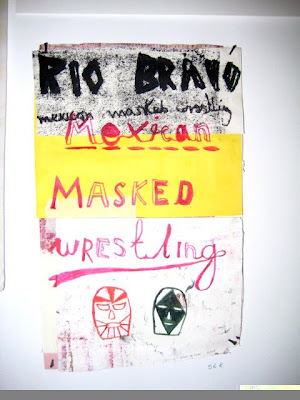 RIO BRAVO
mexican masked wrestling
Mexican
MASKED
WRESTling